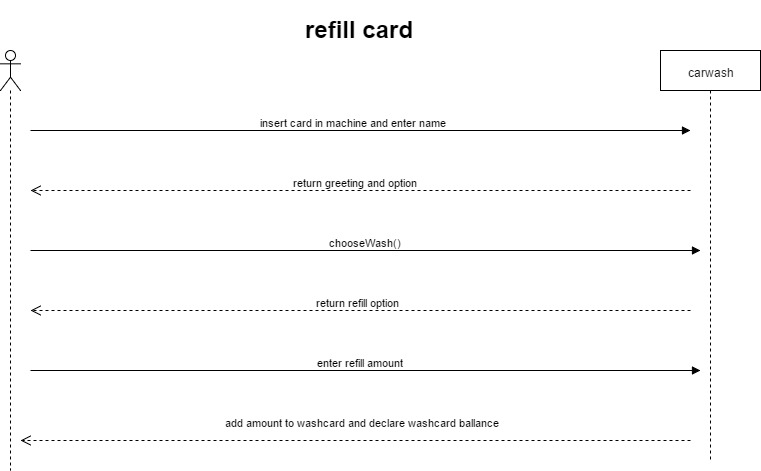 refill card
carwash
insert card in machine and enter name
return greeting and option
chooseWash()
return refill option
enter refill amount
add amount to washcard and declare washcard ballance